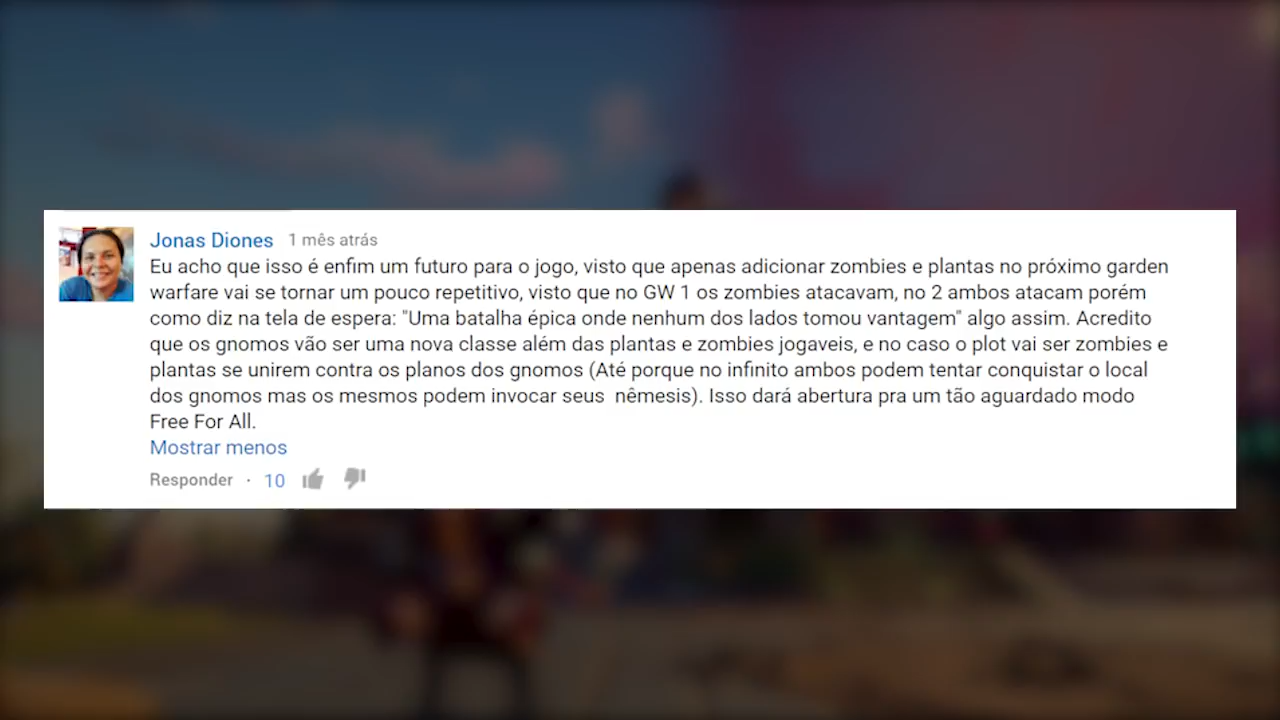 Jonas Diones 1 mês atrás
Eu acho que isso é enfim um futuro para o jogo, visto que apenas adicionar zombies e plantas no próximo garden
warfare vai se tornar um pouco repetitivo, visto que no GW 1 os zombies atacavam, no 2 ambos atacam porém
como diz na tela de espera: "Uma batalha épica onde nenhum dos lados tomou vantagem" algo assim. Acredito
que os gnomos vão ser uma nova classe além das plantas e zombies jogaveis, e no caso o plot vai ser zombies e
plantas se unirem contra os planos dos gnomos (Até porque no infinito ambos podem tentar conquistar o local
dos gnomos mas os mesmos podem invocar seus  nêmesis). Isso dará abertura pra um tão aguardado modo
Free For All.
Mostrar menos
Responder · 10